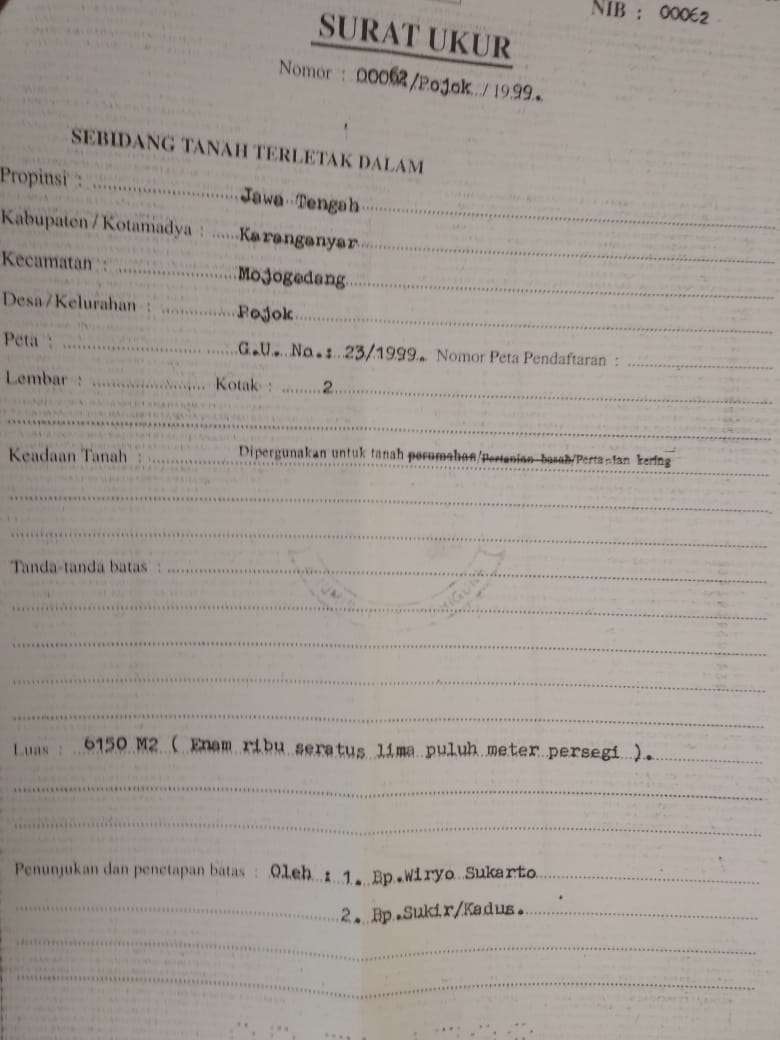 NIB : 00062
SURAT UKUR
Nomor : 00062/Pojok / 1999.
SEBIDANG TANAH TERLETAK DALAM
Propinsi : Jawa Tengah
Kabupaten / Kotamadya : Karanganyar
Kecamatan : Mojogedang
Desa / Kelurahan : Pojok
Peta : G.U. No.: 23/1999. Nomor Peta Pendaftaran :
Lembar : Kotak : 2
Keadaan Tanah : Dipergunakan untuk tanah perumahan/Pertanian basah/Pertanian kering
Tanda-tanda batas :
Luas : 6150 M2 ( Enam ribu seratus lima puluh meter persegi ).
Penunjukan dan penetapan batas : Oleh : 1. Bp.Wiryo Sukarto
2. Bp.Sukir/Kadus.